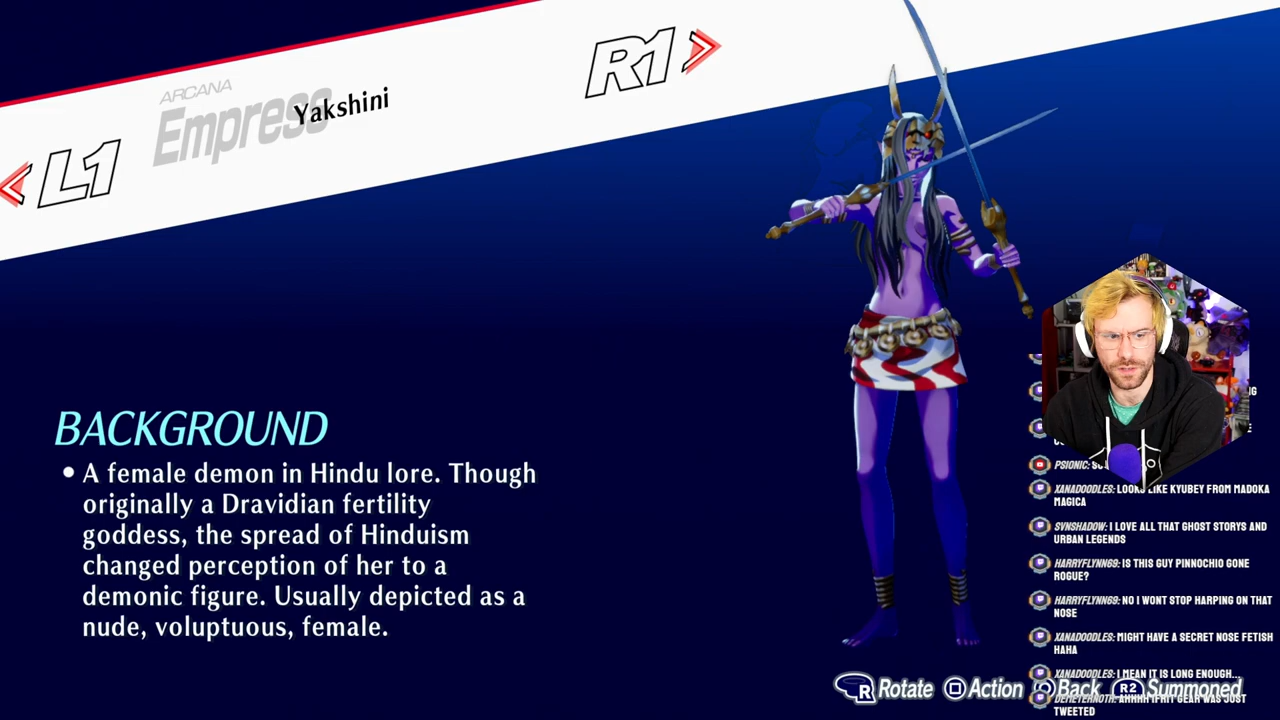 ARCANA
Empress
Yakshini
L1
R1
BACKGROUND
• A female demon in Hindu lore. Though
originally a Dravidian fertility
goddess, the spread of Hinduism
changed perception of her to a
demonic figure. Usually depicted as a
nude, voluptuous, female.
PSIONIC:
XANADOODLES: LOOKS LIKE KYUBEY FROM MADOKA
MAGICA
SVNSHADOW: I LOVE ALL THAT GHOST STORYS AND
URBAN LEGENDS
HARRYFLYNN69: IS THIS GUY PINNOCHIO GONE
ROGUE?
HARRYFLYNN69: NO I WONT STOP HARPING ON THAT
NOSE
XANADOODLES: MIGHT HAVE A SECRET NOSE FETISH
HAHA
XANADOODLES: I MEAN IT IS LONG ENOUGH...
R Rotate Action Back R2 Summoned
TWEETED